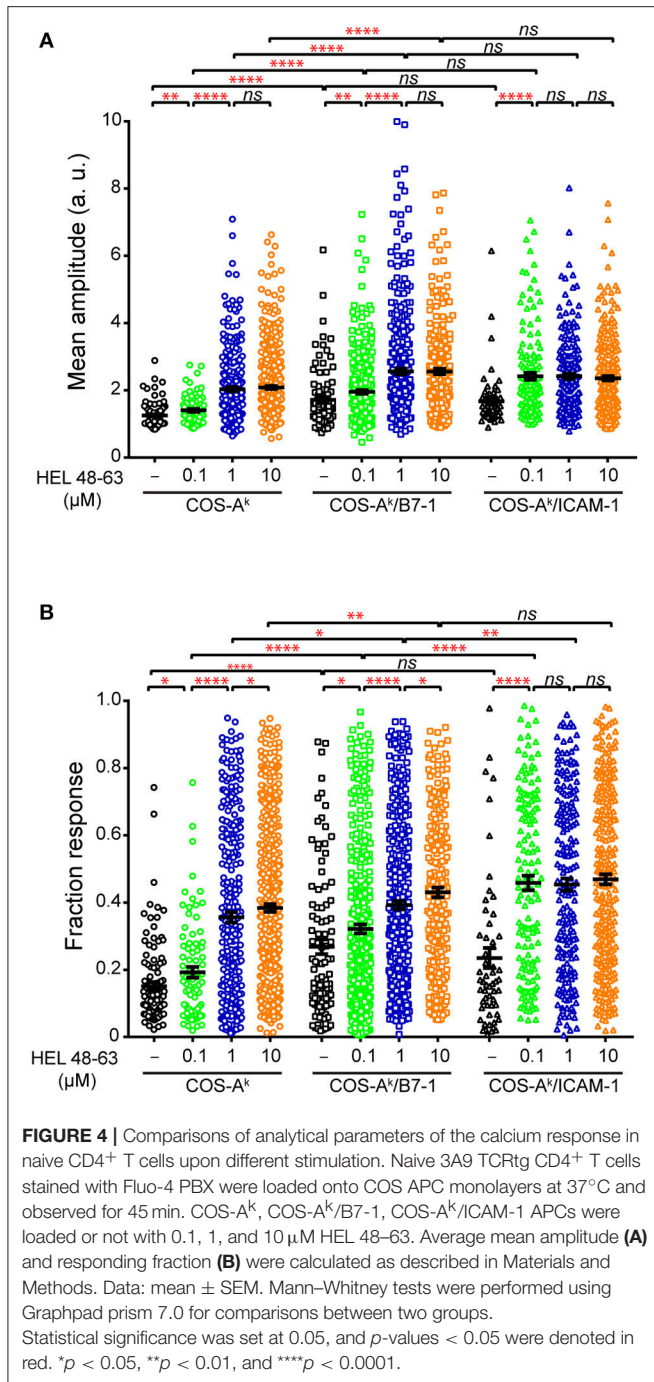 A
**** ns
**** ns
**** ns
**** ns
** **** ns ** **** ns **** ns ns
10
8
6
4
2
0
Mean amplitude (a. u.)
HEL 48-63 (µM)
– 0.1 1 10 – 0.1 1 10 – 0.1 1 10
COS-Aᵏ COS-Aᵏ/B7-1 COS-Aᵏ/ICAM-1
B
** ns
* **
**** ****
**** ns
* **** * * **** * **** ns ns
1.0
0.8
0.6
0.4
0.2
0
Fraction response
HEL 48-63 (µM)
– 0.1 1 10 – 0.1 1 10 – 0.1 1 10
COS-Aᵏ COS-Aᵏ/B7-1 COS-Aᵏ/ICAM-1
FIGURE 4 | Comparisons of analytical parameters of the calcium response in
naive CD4⁺ T cells upon different stimulation. Naive 3A9 TCRtg CD4⁺ T cells
stained with Fluo-4 PBX were loaded onto COS APC monolayers at 37°C and
observed for 45 min. COS-Aᵏ, COS-Aᵏ/B7-1, COS-Aᵏ/ICAM-1 APCs were
loaded or not with 0.1, 1, and 10 µM HEL 48–63. Average mean amplitude (A)
and responding fraction (B) were calculated as described in Materials and
Methods. Data: mean ± SEM. Mann–Whitney tests were performed using
Graphpad prism 7.0 for comparisons between two groups.
Statistical significance was set at 0.05, and p-values < 0.05 were denoted in
red. *p < 0.05, **p < 0.01, and ****p < 0.0001.